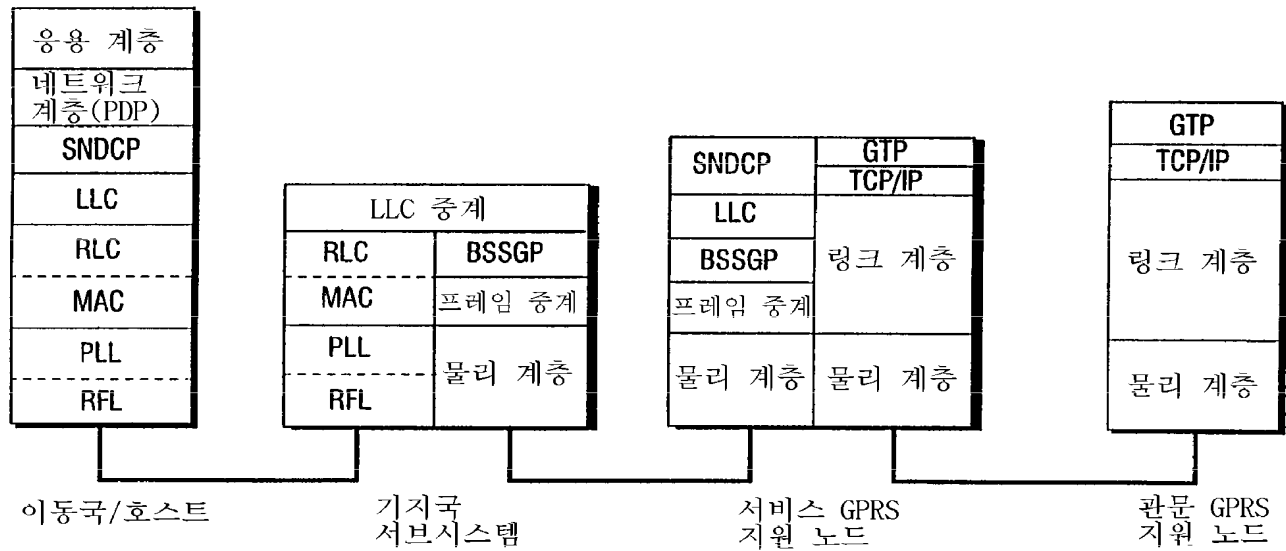 응용 계층
네트워크
계층(PDP)
SNDCP
LLC
RLC
MAC
PLL
RFL
이동국/호스트
LLC 중계
RLC
MAC
PLL
RFL
BSSGP
프레임 중계
물리 계층
기지국
서브시스템
SNDCP
LLC
BSSGP
프레임 중계
물리 계층
GTP
TCP/IP
링크 계층
물리 계층
서비스 GPRS
지원 노드
GTP
TCP/IP
링크 계층
물리 계층
관문 GPRS
지원 노드